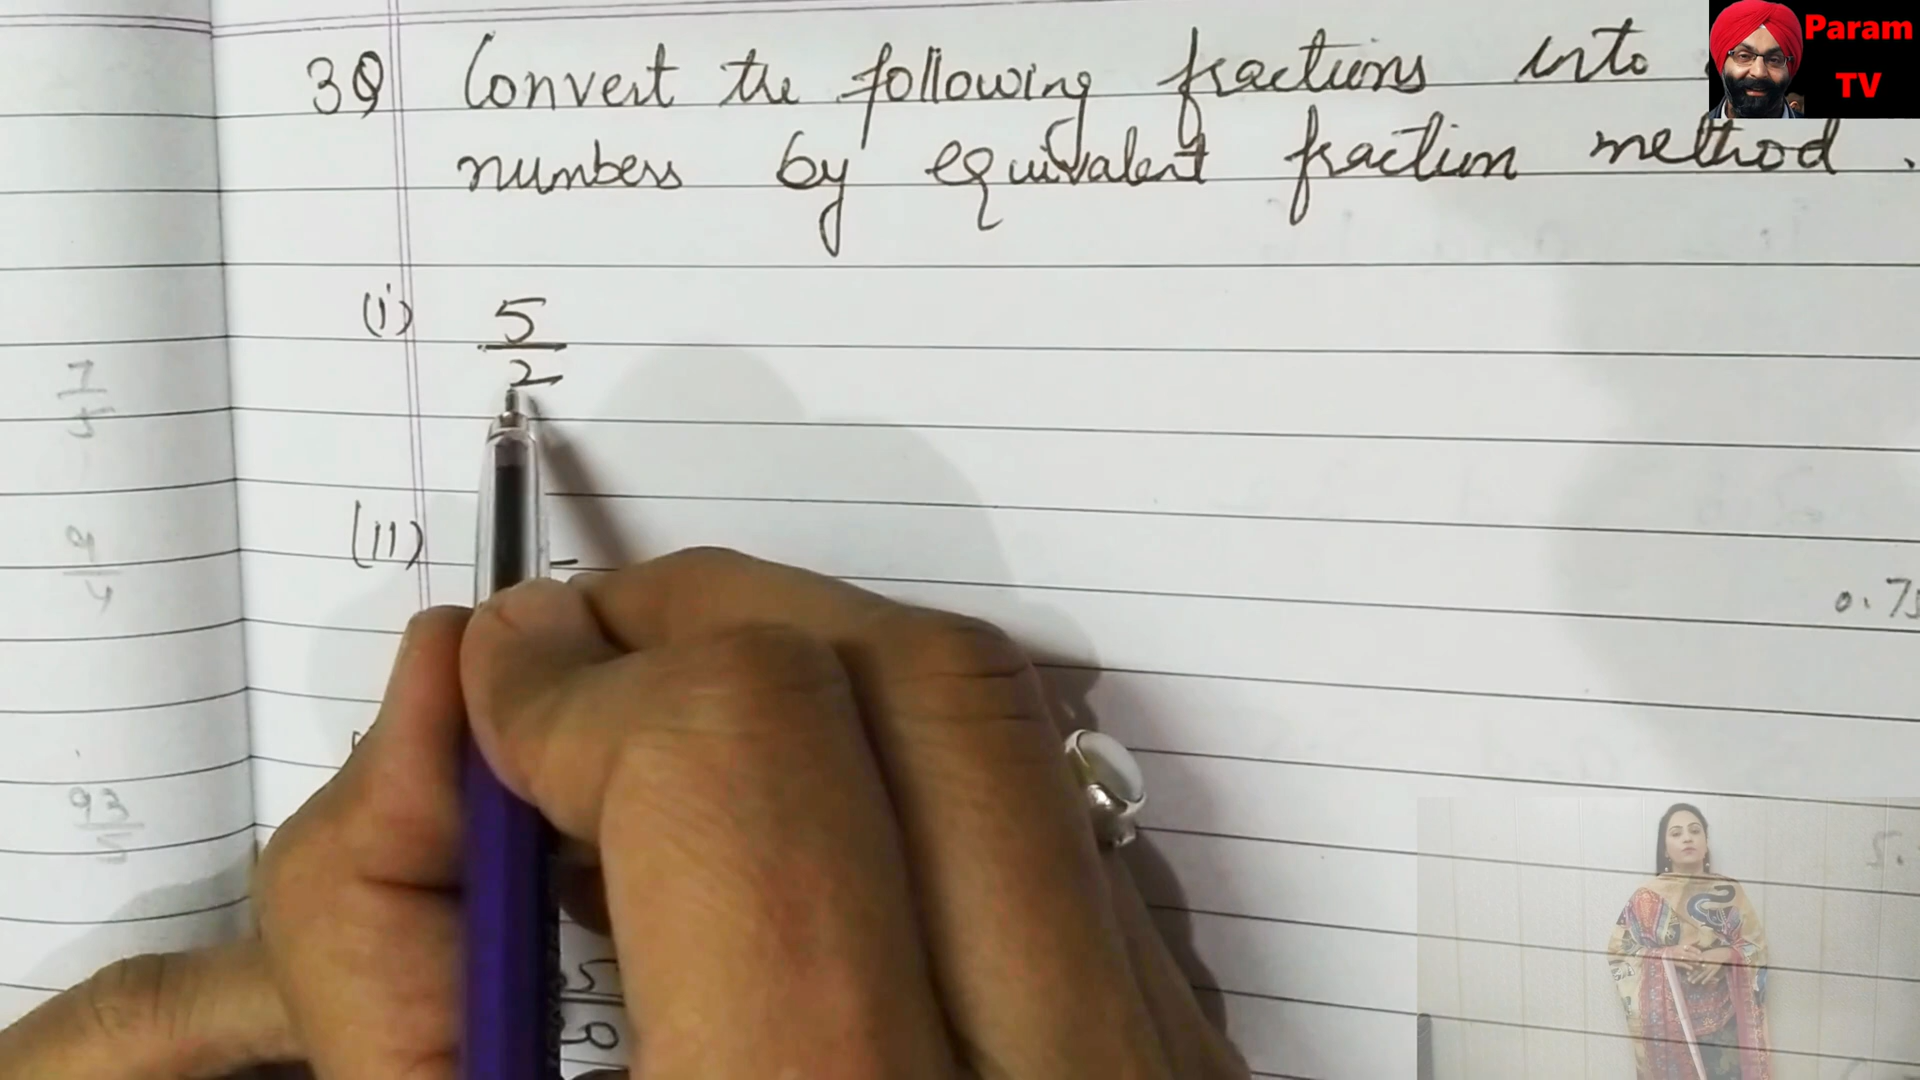 Param
TV
3Q Convert the following fractions into
numbers by equivalent fraction method.
(i) 5
2
(ii)
7
5
9
4
93
5
0.75
5.